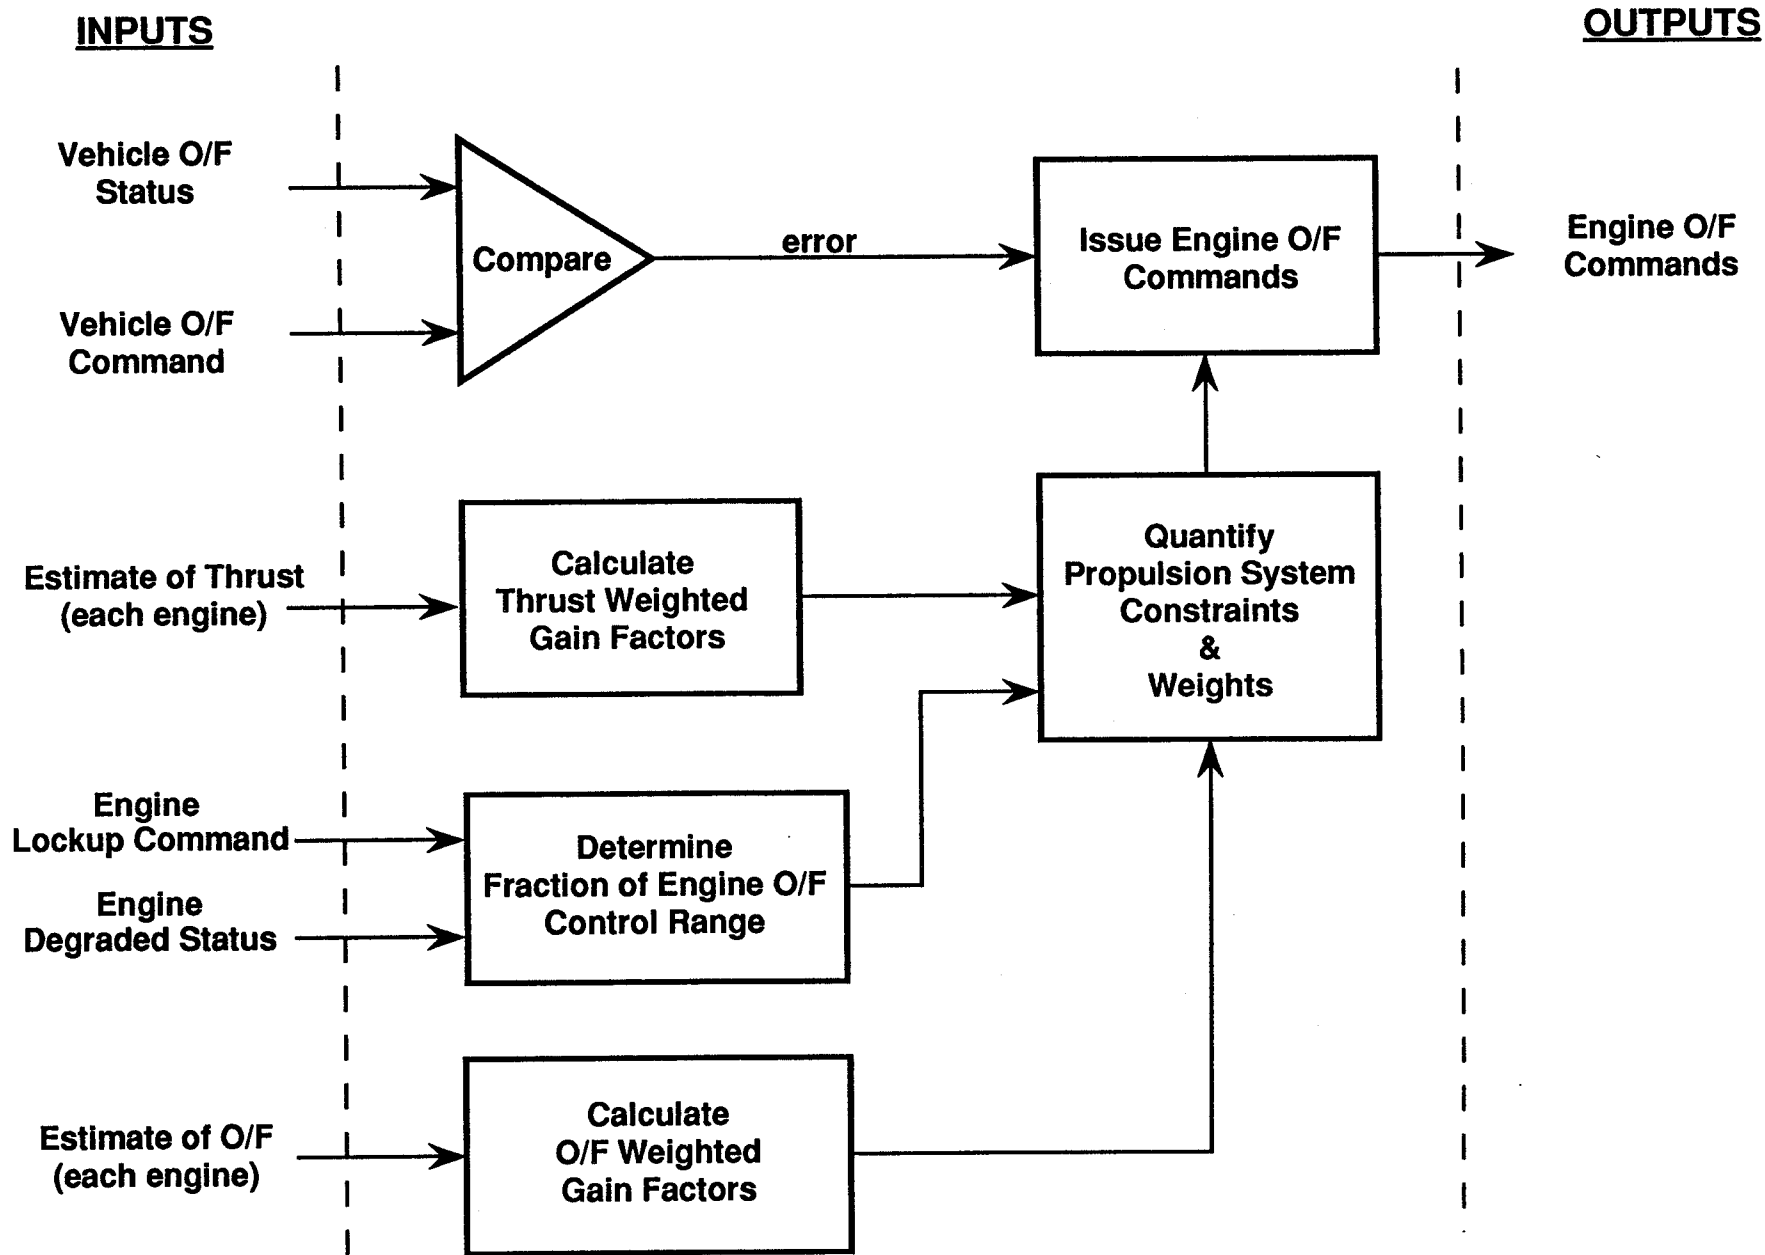 INPUTS
OUTPUTS
Vehicle O/F
Status
Vehicle O/F
Command
Compare
error
Issue Engine O/F
Commands
Engine O/F
Commands
Estimate of Thrust
(each engine)
Calculate
Thrust Weighted
Gain Factors
Quantify
Propulsion System
Constraints
&
Weights
Engine
Lockup Command
Engine
Degraded Status
Determine
Fraction of Engine O/F
Control Range
Estimate of O/F
(each engine)
Calculate
O/F Weighted
Gain Factors